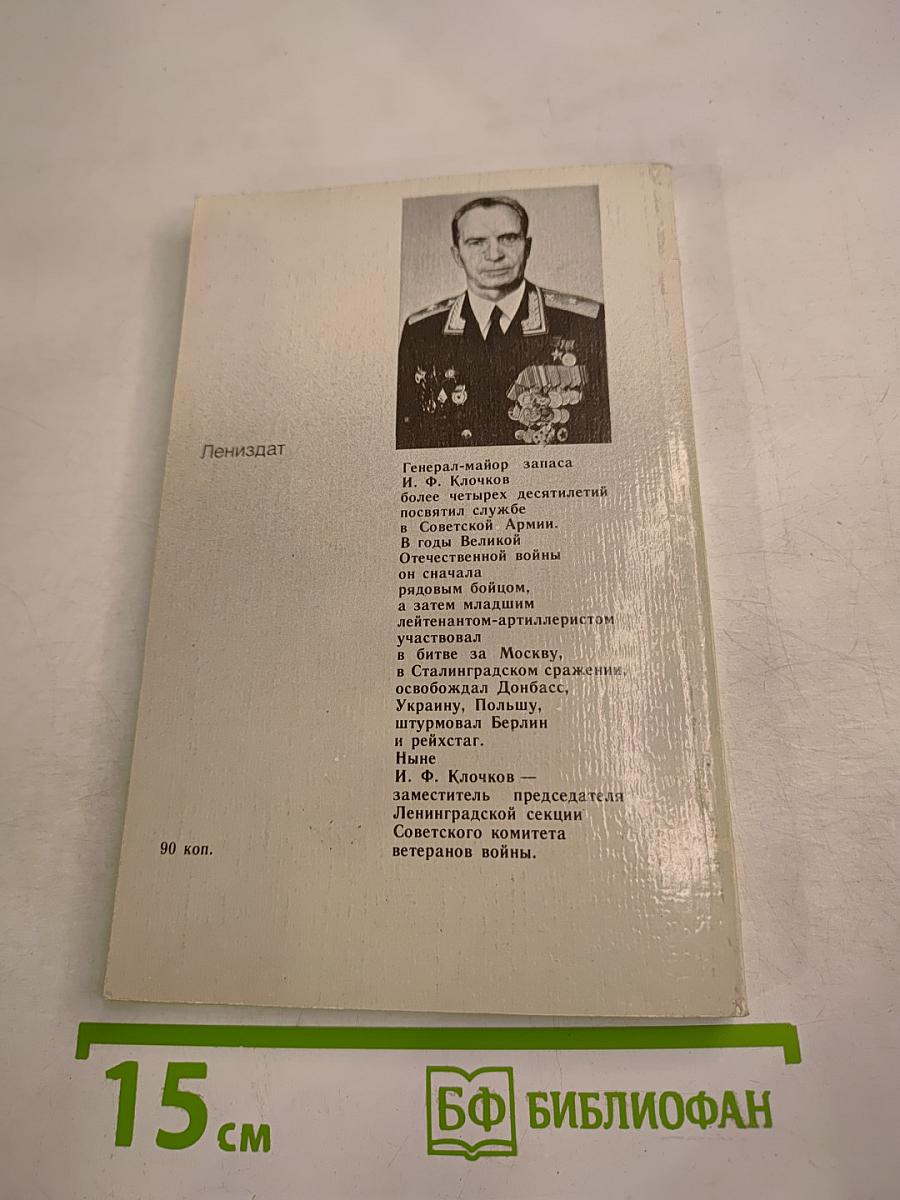 Лениздат
Генерал-майор запаса
И. Ф. Клочков
более четырех десятилетий
посвятил службе
в Советской Армии.
В годы Великой
Отечественной войны
он сначала
рядовым бойцом,
а затем младшим
лейтенантом-артиллеристом
участвовал
в битве за Москву,
в Сталинградском сражении,
освобождал Донбасс,
Украину, Польшу,
штурмовал Берлин
и рейхстаг.
Ныне
И. Ф. Клочков —
заместитель председателя
Ленинградской секции
Советского комитета
ветеранов войны.
90 коп.
15 см
БФ БИБЛИОФАН